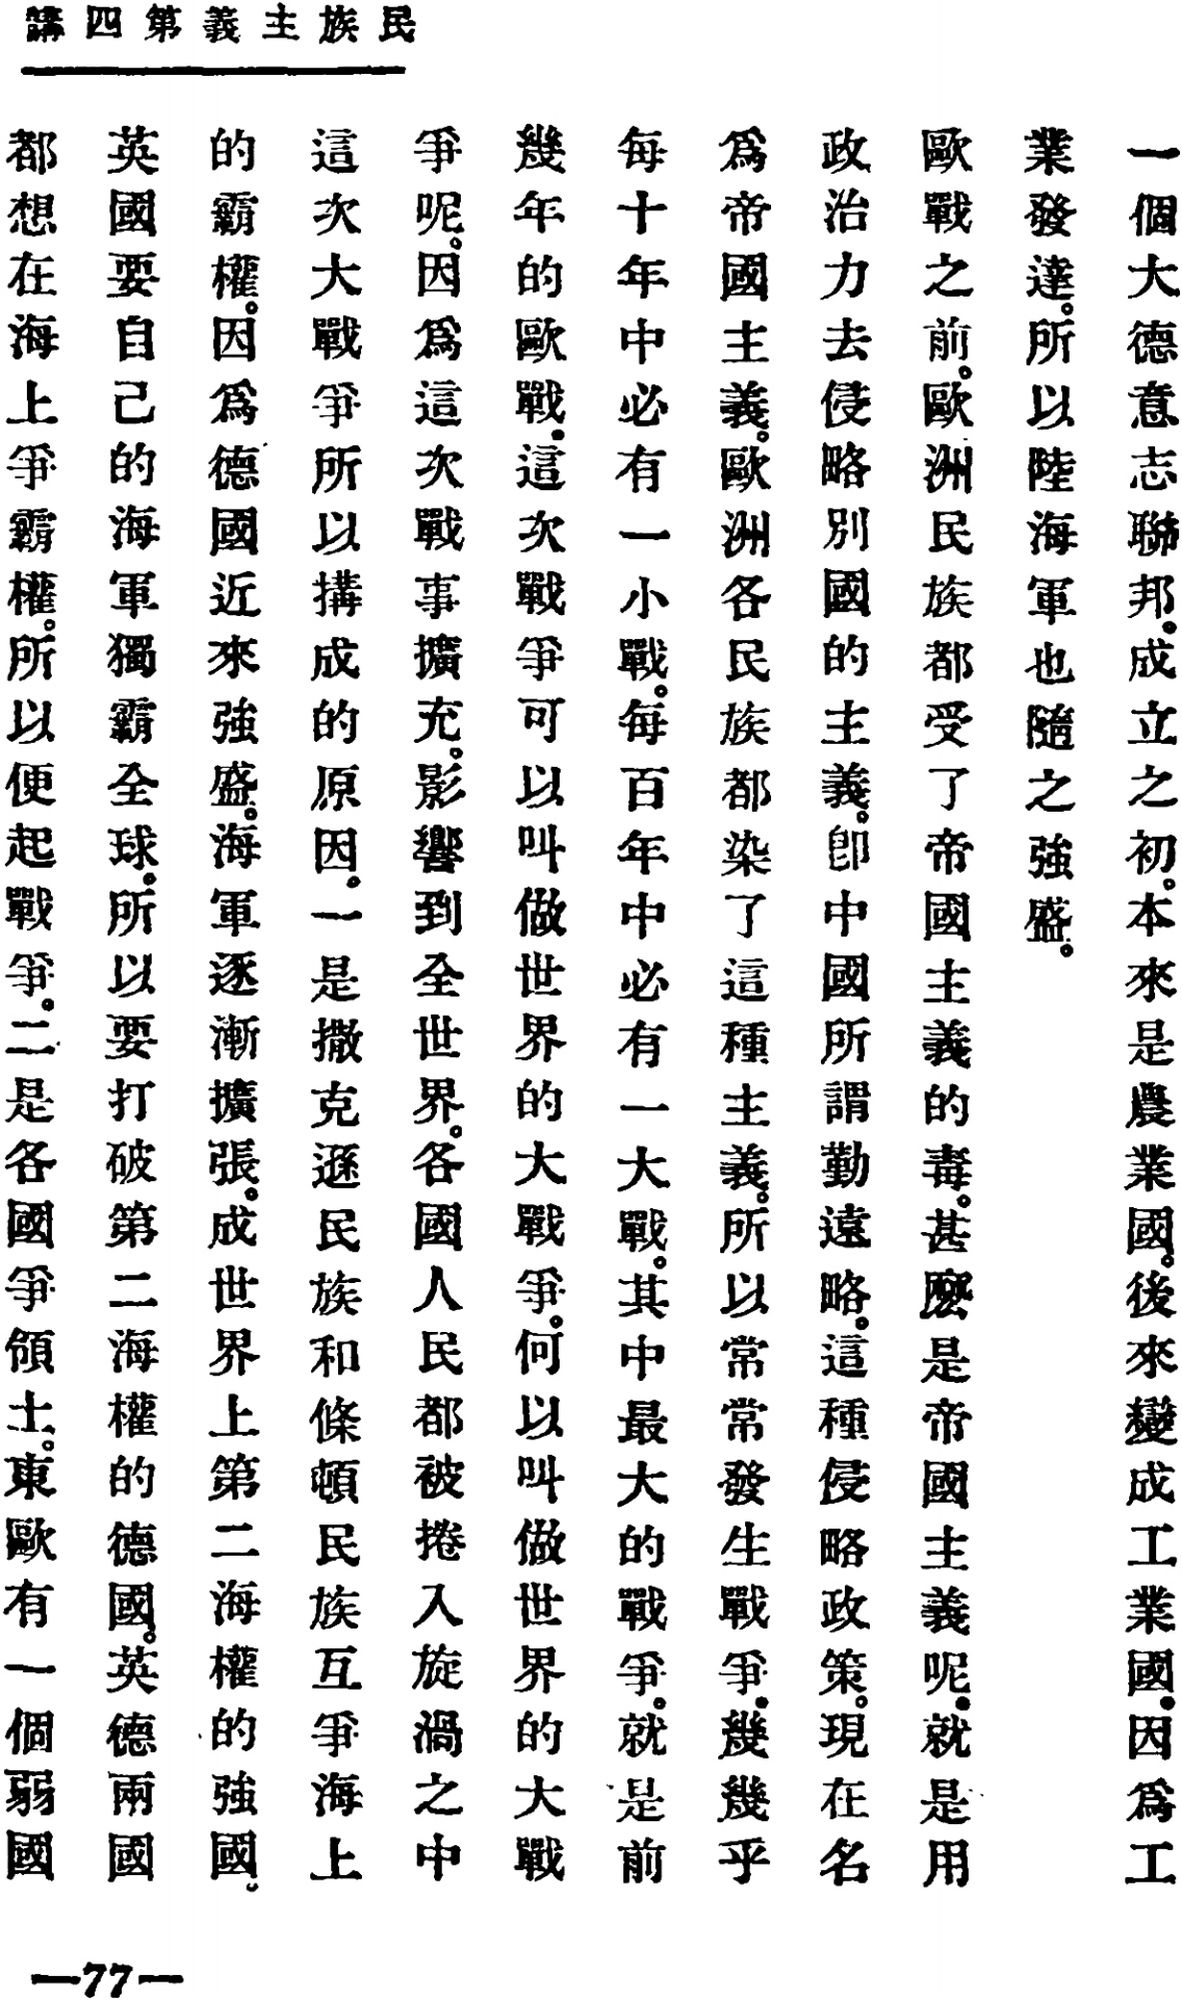 民族主義第四講
一個大德意志聯邦。成立之初。本來是農業國。後來變成工業國。因爲工
業發達。所以陸海軍也隨之強盛。
歐戰之前。歐洲民族都受了帝國主義的毒。甚麼是帝國主義呢。就是用
政治力去侵略別國的主義。卽中國所謂勤遠略。這種侵略政策。現在名
爲帝國主義。歐洲各民族都染了這種主義。所以常常發生戰爭。幾幾乎
每十年中必有一小戰。每百年中必有一大戰。其中最大的戰爭。就是前
幾年的歐戰。這次戰爭可以叫做世界的大戰爭。何以叫做世界的大戰
爭呢。因爲這次戰事擴充。影響到全世界。各國人民都被捲入旋渦之中
這次大戰爭所以搆成的原因。一是撒克遜民族和條頓民族互爭海上
的霸權。因爲德國近來強盛。海軍逐漸擴張。成世界上第二海權的強國。
英國要自己的海軍獨霸全球。所以要打破第二海權的德國。英德兩國
都想在海上爭霸權。所以便起戰爭。二是各國爭領土。東歐有一個弱國
—77—